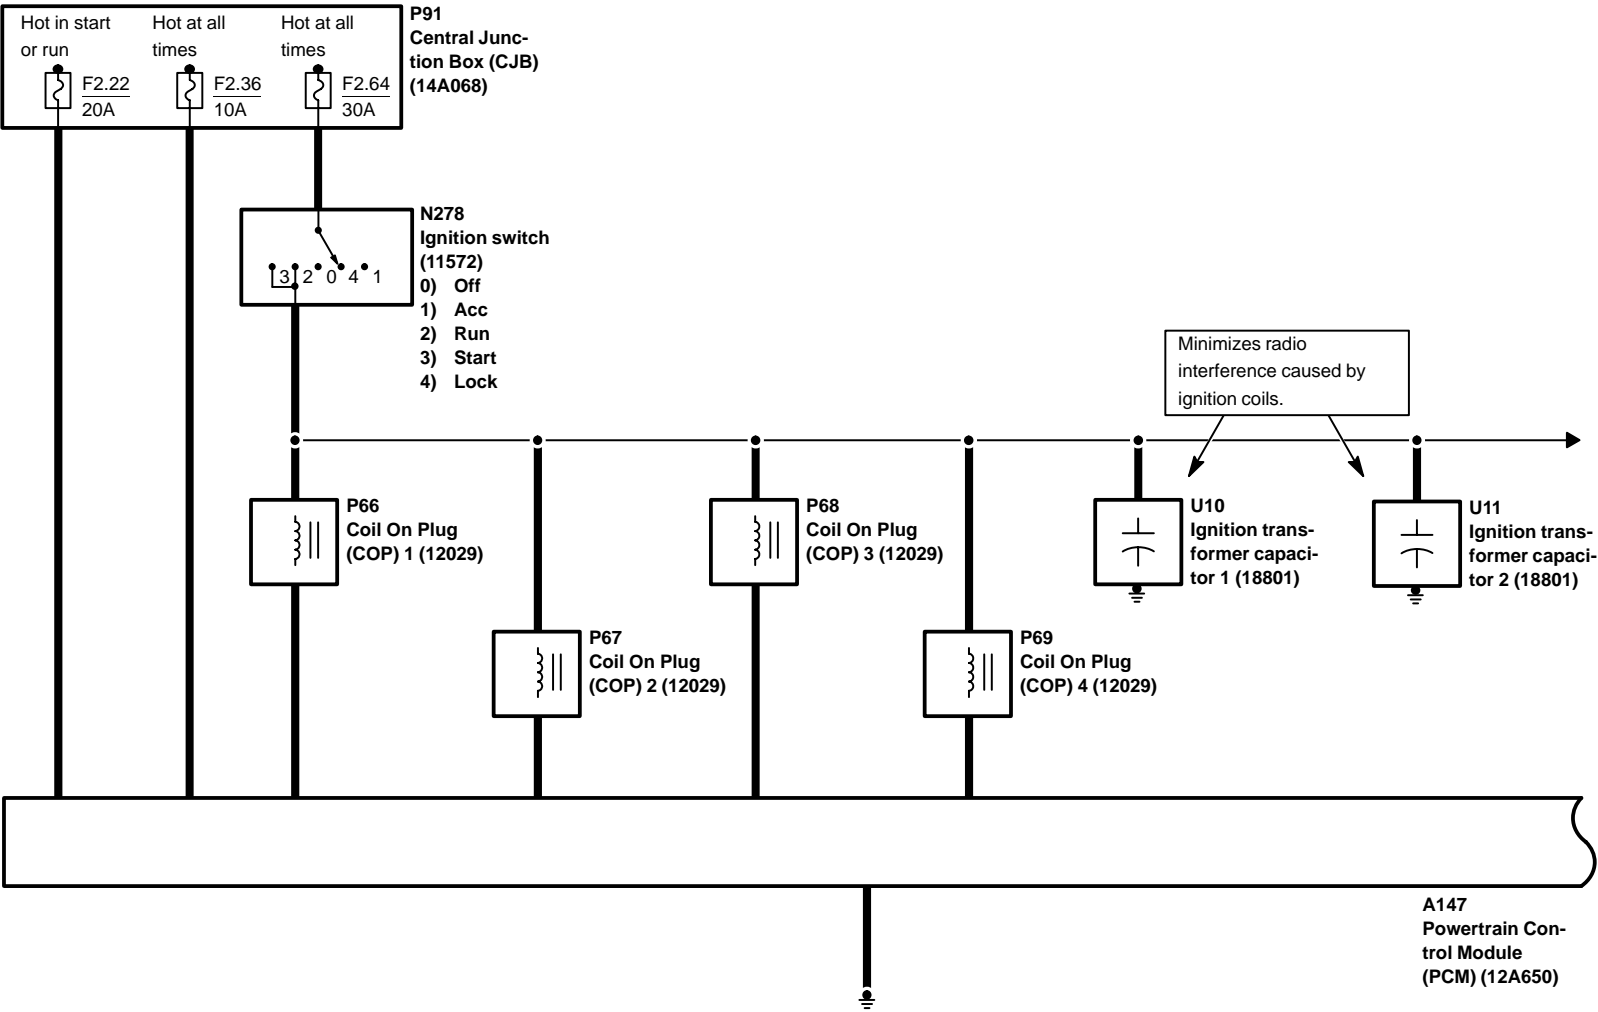 Hot in start
or run
F2.22
20A
Hot at all
times
F2.36
10A
Hot at all
times
F2.64
30A
P91
Central Junc-
tion Box (CJB)
(14A068)
3 2 0 4 1
N278
Ignition switch
(11572)
0) Off
1) Acc
2) Run
3) Start
4) Lock
Minimizes radio
interference caused by
ignition coils.
P66
Coil On Plug
(COP) 1 (12029)
P67
Coil On Plug
(COP) 2 (12029)
P68
Coil On Plug
(COP) 3 (12029)
P69
Coil On Plug
(COP) 4 (12029)
U10
Ignition trans-
former capaci-
tor 1 (18801)
U11
Ignition trans-
former capaci-
tor 2 (18801)
A147
Powertrain Con-
trol Module
(PCM) (12A650)